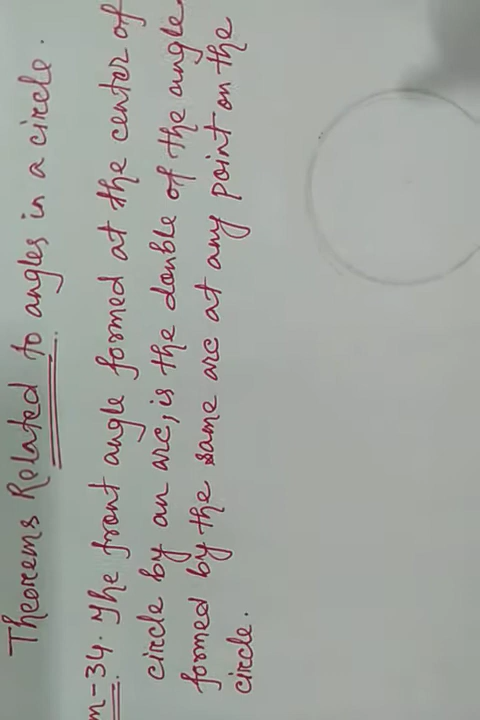 Theorems Related to angles in a circle.
m-34. The front angle formed at the center of
circle by an arc, is the double of the angle
formed by the same arc at any point on the
circle.